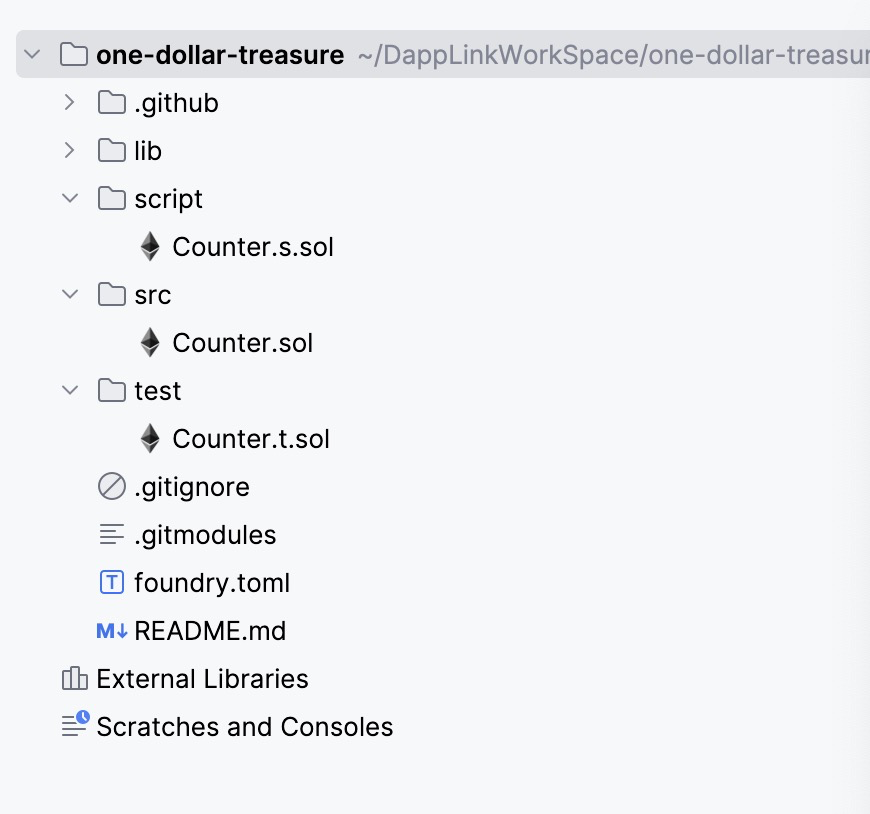 one-dollar-treasure ~/DappLinkWorkSpace/one-dollar-treasur
.github
lib
script
Counter.s.sol
src
Counter.sol
test
Counter.t.sol
.gitignore
.gitmodules
T foundry.toml
M↓ README.md
External Libraries
Scratches and Consoles